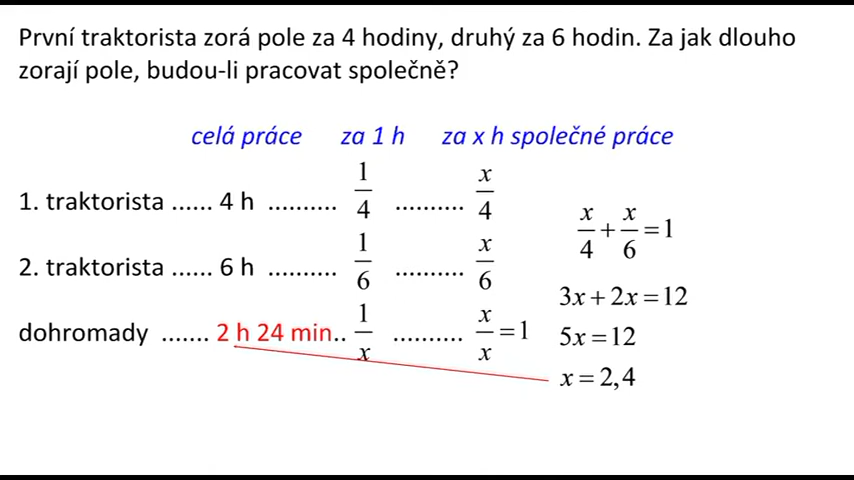 První traktorista zorá pole za 4 hodiny, druhý za 6 hodin. Za jak dlouho
zorají pole, budou-li pracovat společně?
celá práce za 1 h za x h společné práce
1. traktorista ...... 4 h .......... 1/4 .......... x/4
x/4 + x/6 = 1
2. traktorista ...... 6 h .......... 1/6 .......... x/6
3x + 2x = 12
dohromady ....... 2 h 24 min.. 1/x .......... x/x = 1
5x = 12
x = 2,4